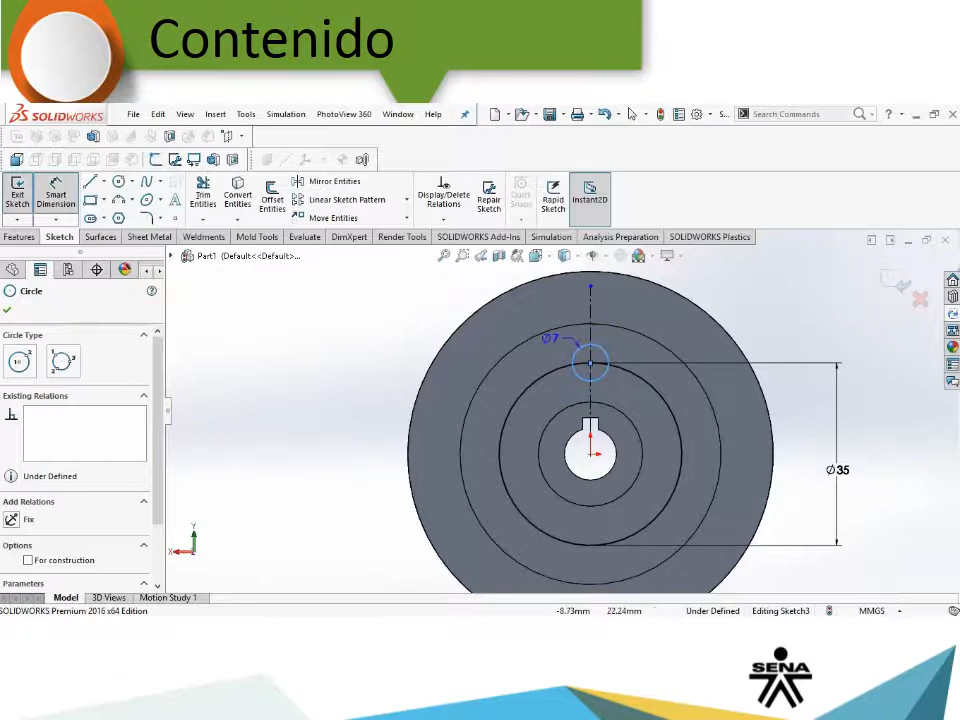 Contenido
SOLIDWORKS File Edit View Insert Tools Simulation PhotoView 360 Window Help S... Search Commands ?
Exit Sketch
Smart Dimension
Trim Entities
Convert Entities
Offset Entities
Mirror Entities
Linear Sketch Pattern
Move Entities
Display/Delete Relations
Repair Sketch
Quick Snaps
Rapid Sketch
Instant2D
Features Sketch Surfaces Sheet Metal Weldments Mold Tools Evaluate DimXpert Render Tools SOLIDWORKS Add-Ins Simulation Analysis Preparation SOLIDWORKS Plastics
Part1 (Default<<Default>...
Circle
Circle Type
Existing Relations
Under Defined
Add Relations
Fix
Options
For construction
Parameters
∅7
∅35
Y
X
Model 3D Views Motion Study 1
SOLIDWORKS Premium 2016 x64 Edition -8.73mm 22.24mm Under Defined Editing Sketch3 MMGS
SENA